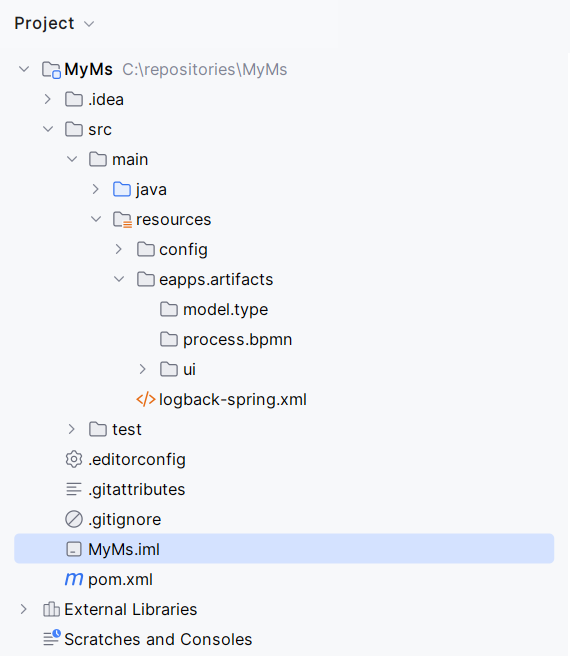 Project
MyMs C:\repositories\MyMs
.idea
src
main
java
resources
config
eapps.artifacts
model.type
process.bpmn
ui
</> logback-spring.xml
test
.editorconfig
.gitattributes
.gitignore
MyMs.iml
m pom.xml
External Libraries
Scratches and Consoles